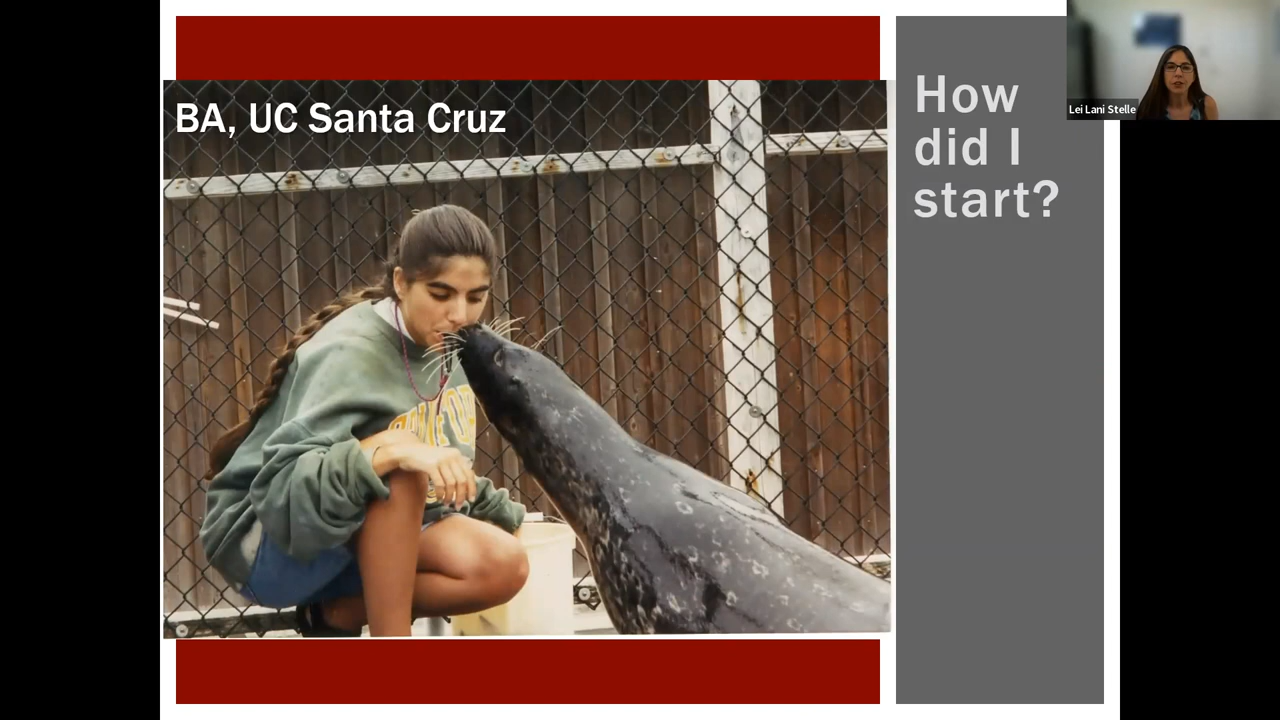 BA, UC Santa Cruz
How
did I
start?
Lei Lani Stelle